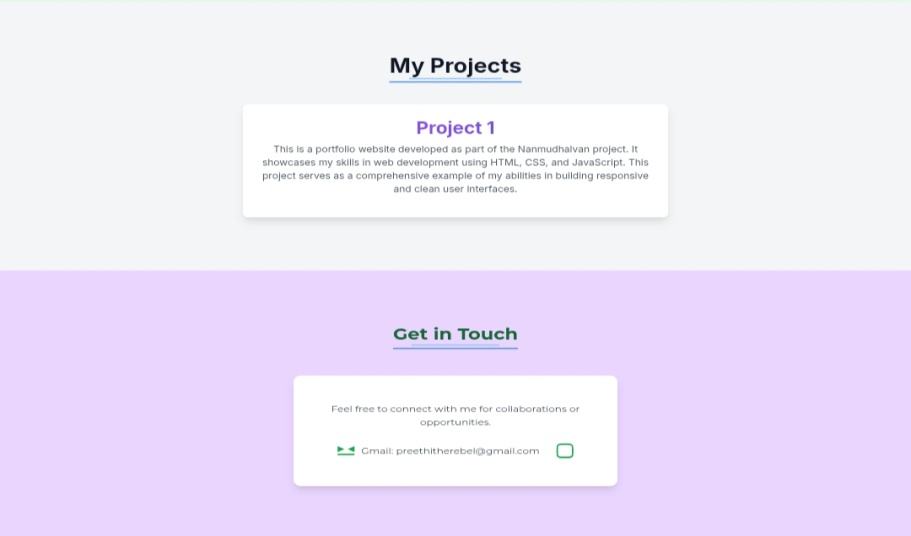 My Projects
Project 1
This is a portfolio website developed as part of the Nanmudhalvan project. It
showcases my skills in web development using HTML, CSS, and JavaScript. This
project serves as a comprehensive example of my abilities in building responsive
and clean user interfaces.
Get in Touch
Feel free to connect with me for collaborations or
opportunities.
Gmail: preethitherebel@gmail.com